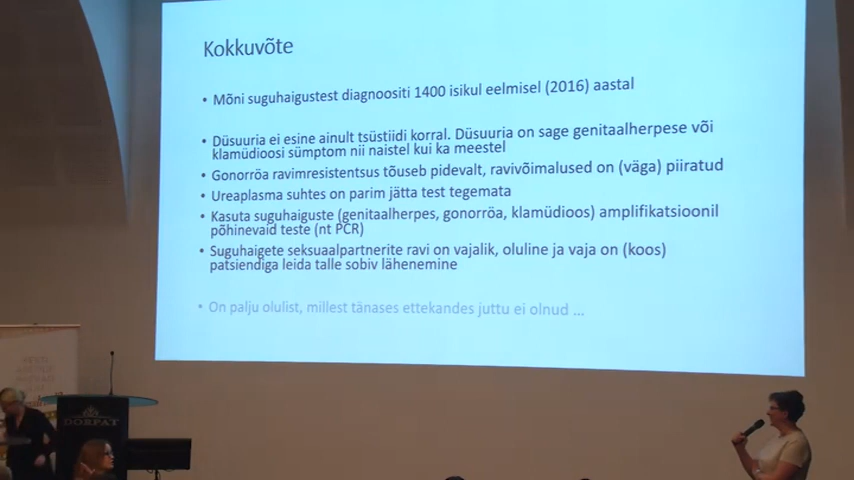 Kokkuvõte
• Mõni suguhaigustest diagnoositi 1400 isikul eelmisel (2016) aastal
• Düsuuria ei esine ainult tsüstiidi korral. Düsuuria on sage genitaalherpese või
klamüdioosi sümptom nii naistel kui ka meestel
• Gonorröa ravimresistentsus tõuseb pidevalt, ravivõimalused on (väga) piiratud
• Ureaplasma suhtes on parim jätta test tegemata
• Kasuta suguhaiguste (genitaalherpes, gonorröa, klamüdioos) amplifikatsioonil
põhinevaid teste (nt PCR)
• Suguhaigete seksuaalpartnerite ravi on vajalik, oluline ja vaja on (koos)
patsiendiga leida talle sobiv lähenemine
• On palju olulist, millest tänases ettekandes juttu ei olnud ...
DORPAT